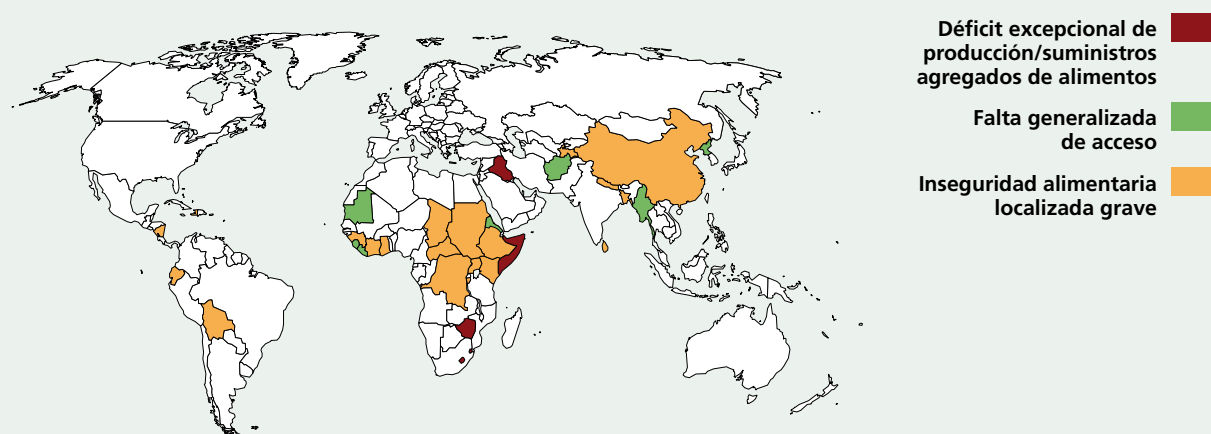 Déficit excepcional de
producción/suministros
agregados de alimentos
Falta generalizada
de acceso
Inseguridad alimentaria
localizada grave